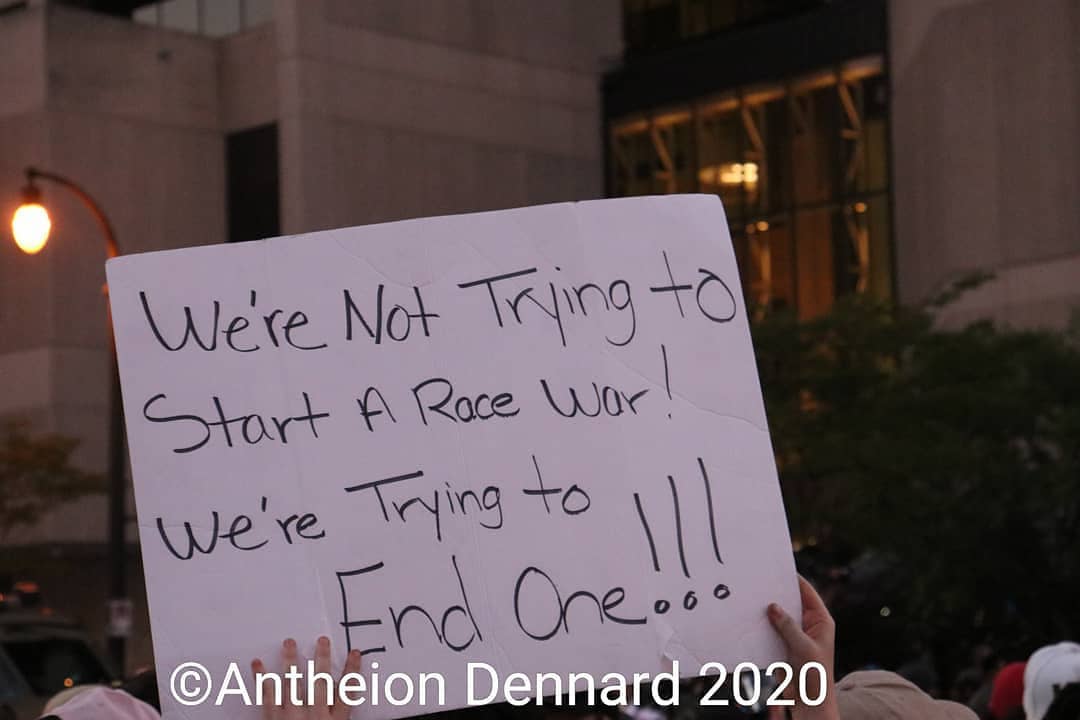 We're Not Trying to
Start A Race War!
We're Trying to
End One!!!
©Antheion Dennard 2020